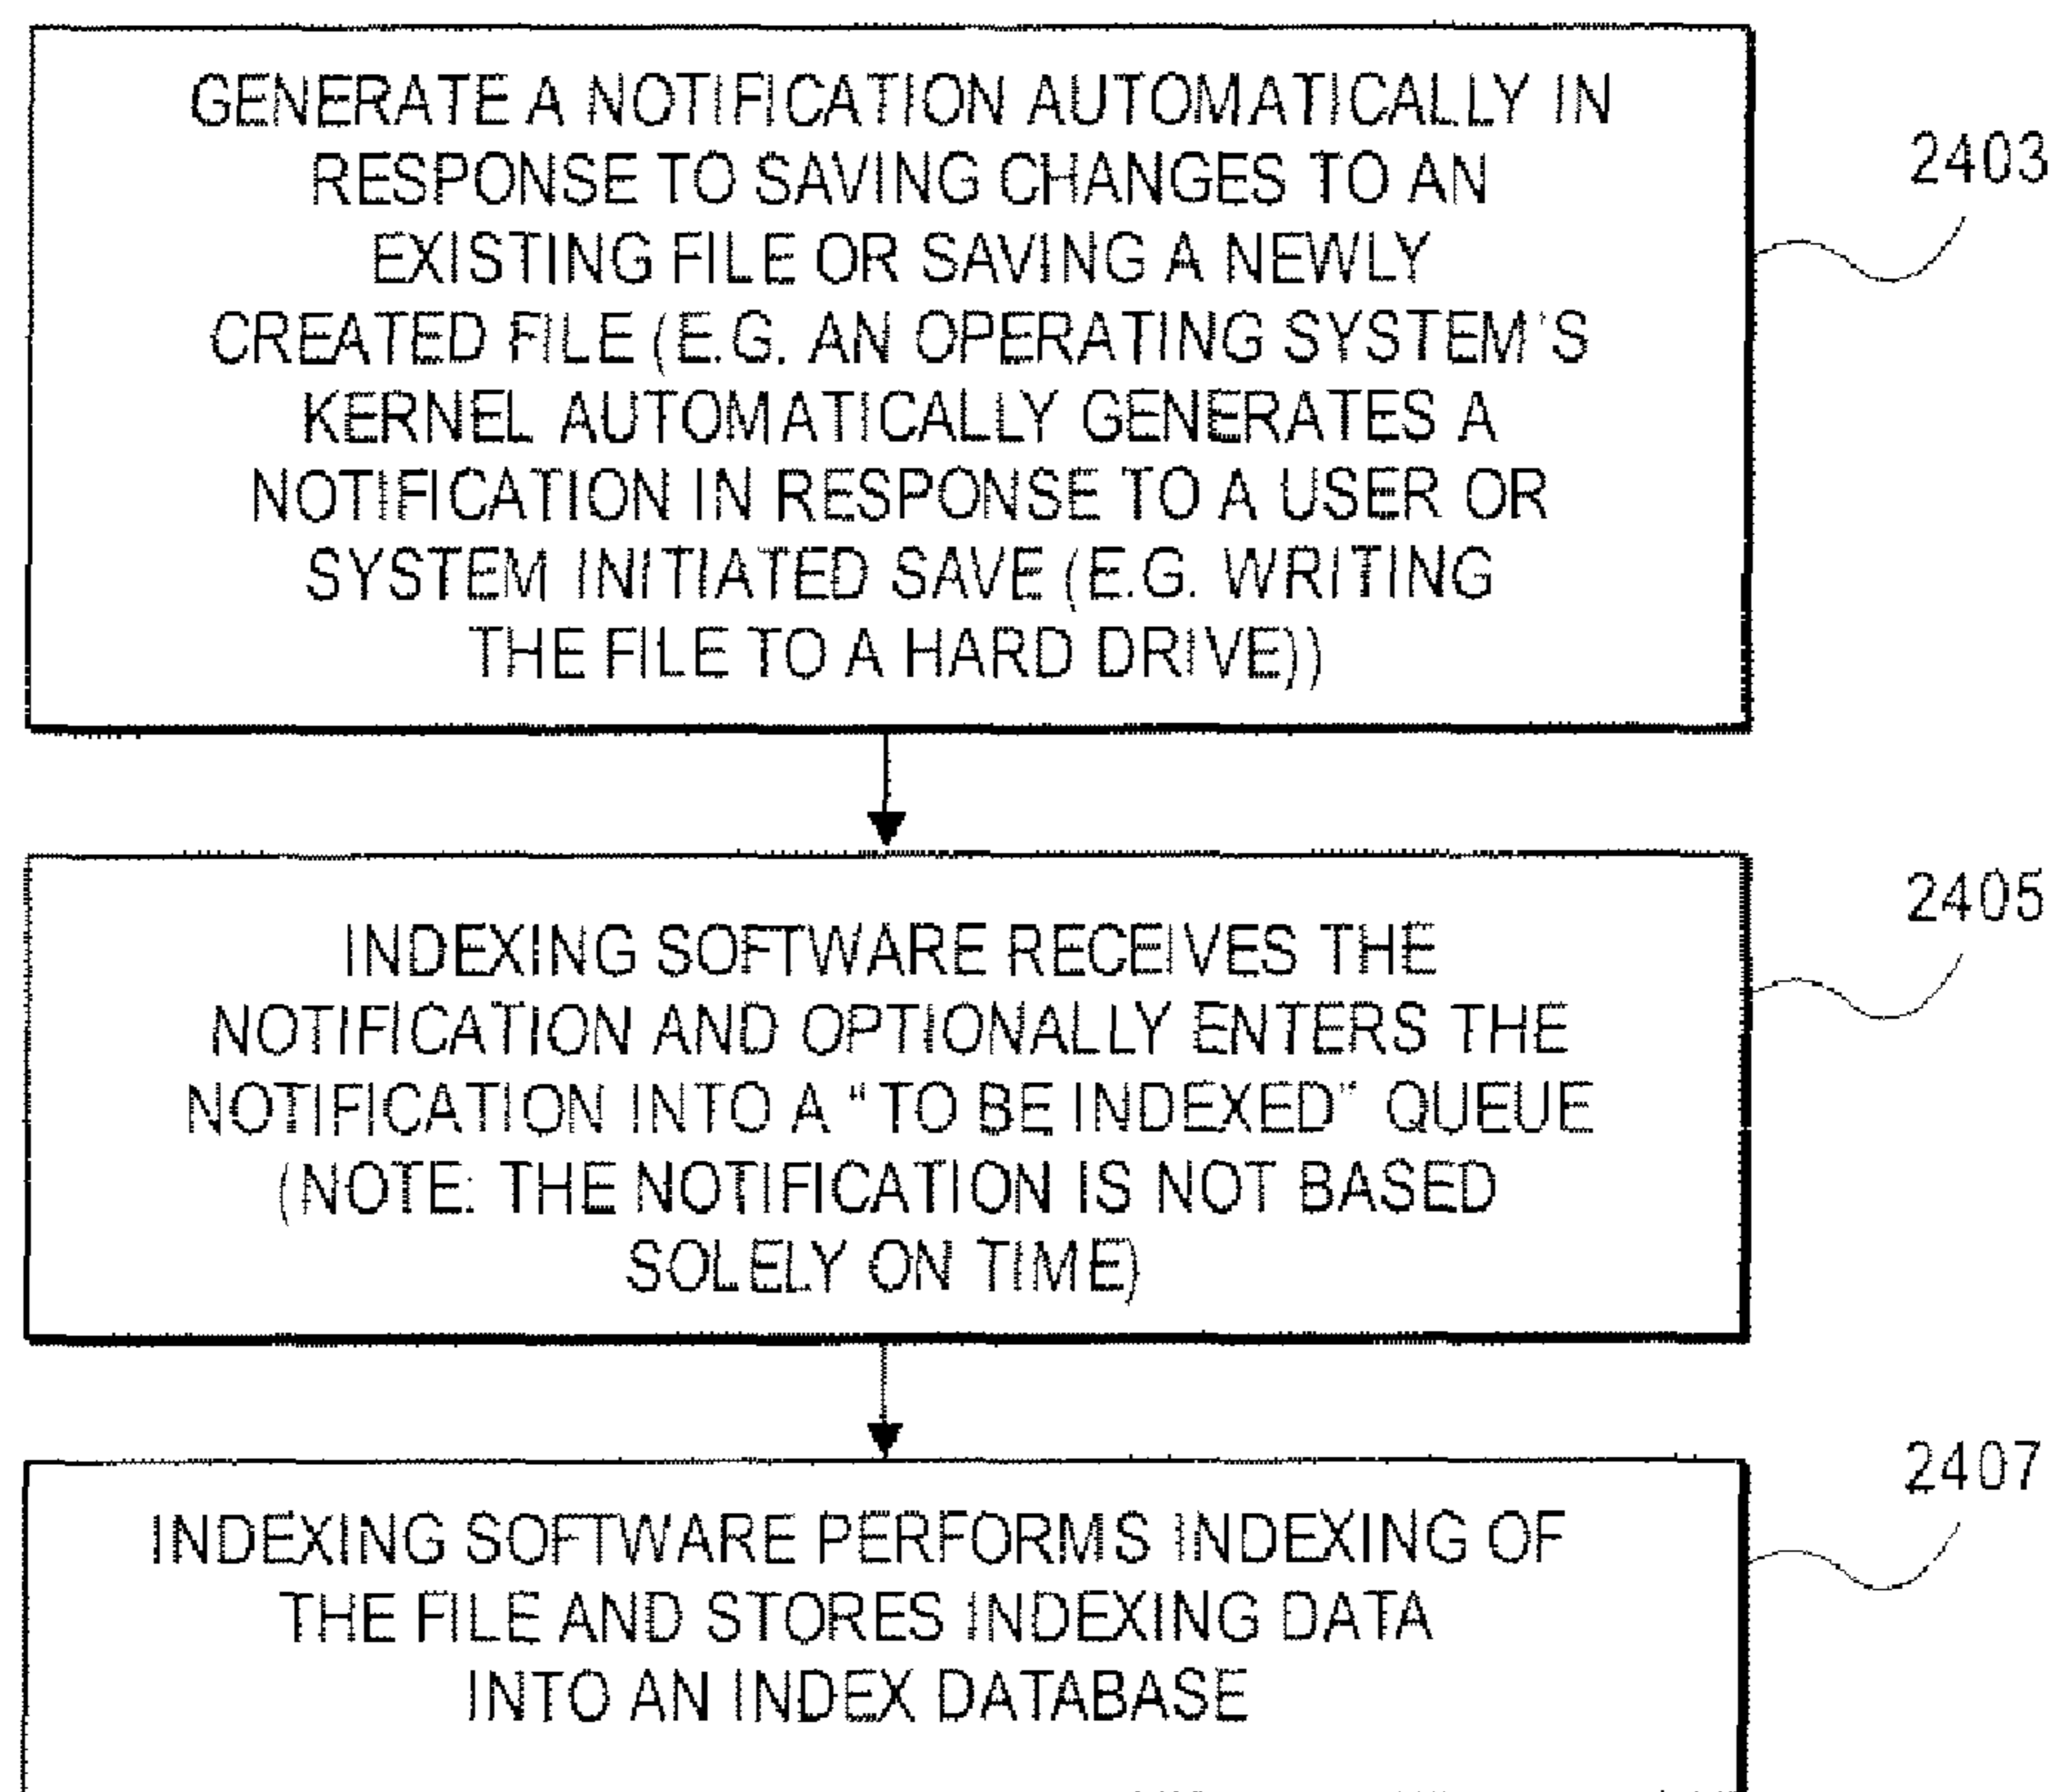 GENERATE A NOTIFICATION AUTOMATICALLY IN
RESPONSE TO SAVING CHANGES TO AN
EXISTING FILE OR SAVING A NEWLY
CREATED FILE (E.G. AN OPERATING SYSTEM'S
KERNEL AUTOMATICALLY GENERATES A
NOTIFICATION IN RESPONSE TO A USER OR
SYSTEM INITIATED SAVE (E.G. WRITING
THE FILE TO A HARD DRIVE))
2403
INDEXING SOFTWARE RECEIVES THE
NOTIFICATION AND OPTIONALLY ENTERS THE
NOTIFICATION INTO A "TO BE INDEXED" QUEUE
(NOTE: THE NOTIFICATION IS NOT BASED
SOLELY ON TIME)
2405
INDEXING SOFTWARE PERFORMS INDEXING OF
THE FILE AND STORES INDEXING DATA
INTO AN INDEX DATABASE
2407